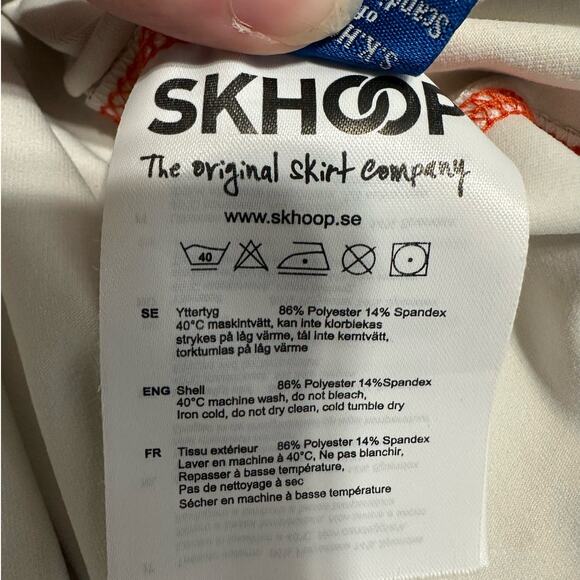 S.K.H
of
Scand
SKHOOP
The original skirt company
www.skhoop.se
40
SE Yttertyg 86% Polyester 14% Spandex
40°C maskintvätt, kan inte klorblekas
strykes på låg värme, tål inte kemtvätt,
torktumlas på låg värme
ENG Shell 86% Polyester 14%Spandex
40°C machine wash, do not bleach,
Iron cold, do not dry clean, cold tumble dry
FR Tissu extérieur 86% Polyester 14% Spandex
Laver en machine à 40°C, Ne pas blanchir,
Repasser à basse température,
Pas de nettoyage à sec
Sécher en machine à basse température